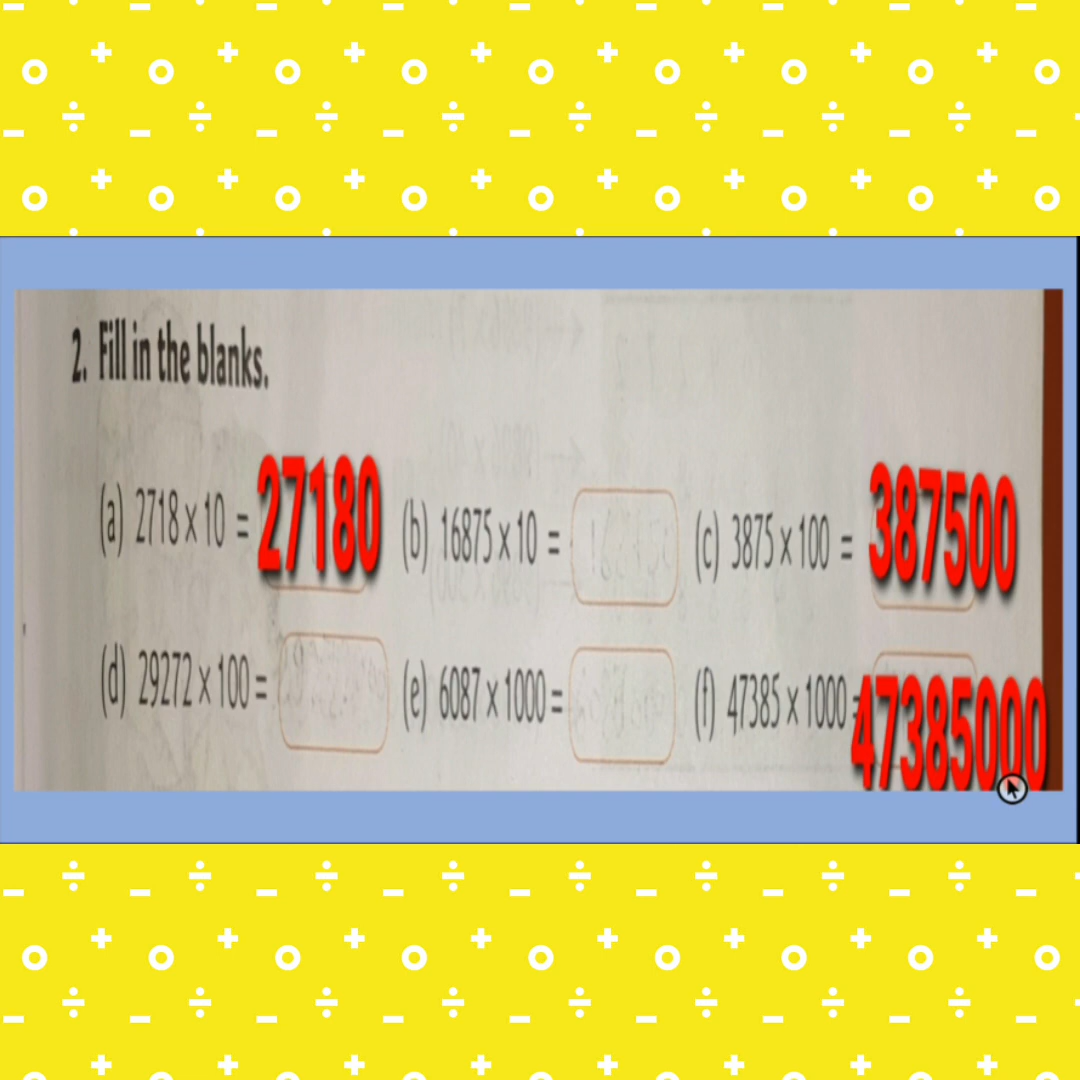 2. Fill in the blanks.
(a) 2718 × 10 = 27180 (b) 16875 × 10 = (c) 3875 × 100 = 387500
(d) 29272 × 100 = (e) 6087 × 1000 = (f) 47385 × 1000 = 47385000